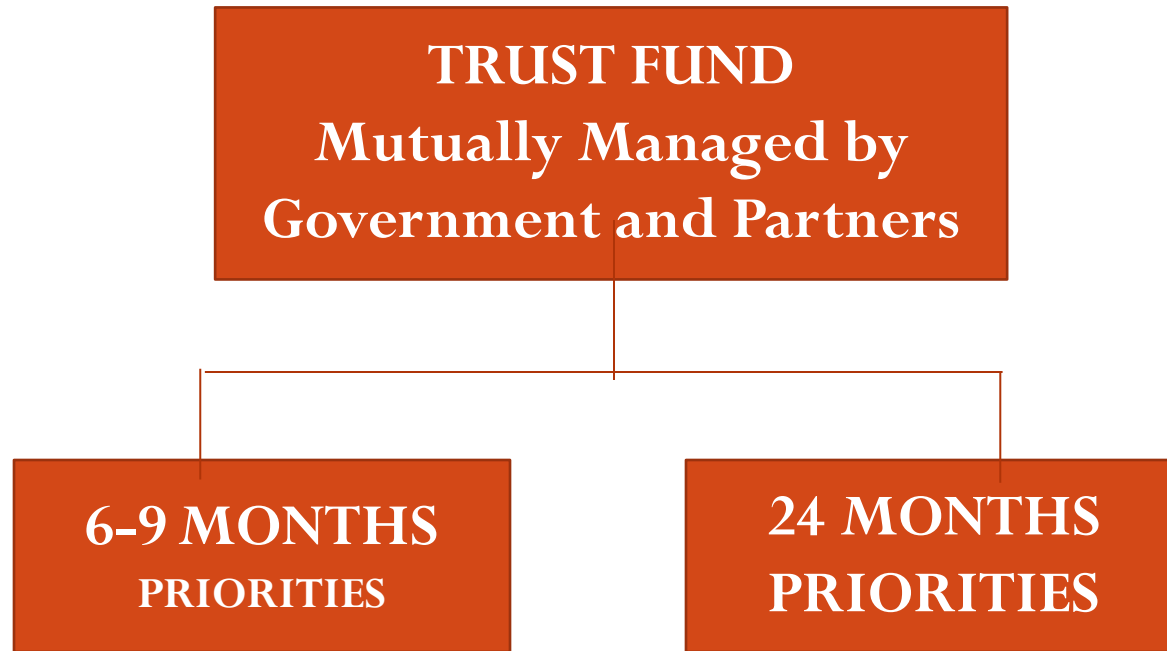 TRUST FUND
Mutually Managed by
Government and Partners
6-9 MONTHS
PRIORITIES
24 MONTHS
PRIORITIES